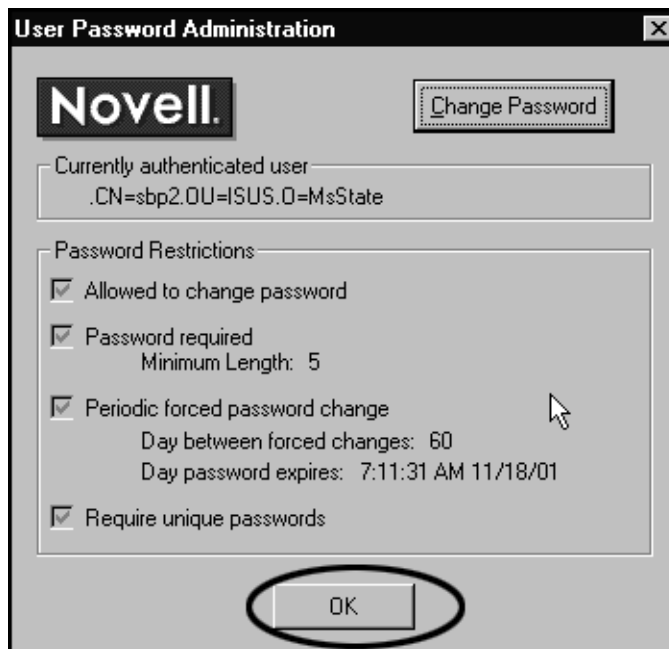 User Password Administration
Novell.
Change Password
Currently authenticated user
.CN=sbp2.OU=ISUS.O=MsState
Password Restrictions
Allowed to change password
Password required
Minimum Length: 5
Periodic forced password change
Day between forced changes: 60
Day password expires: 7:11:31 AM 11/18/01
Require unique passwords
OK